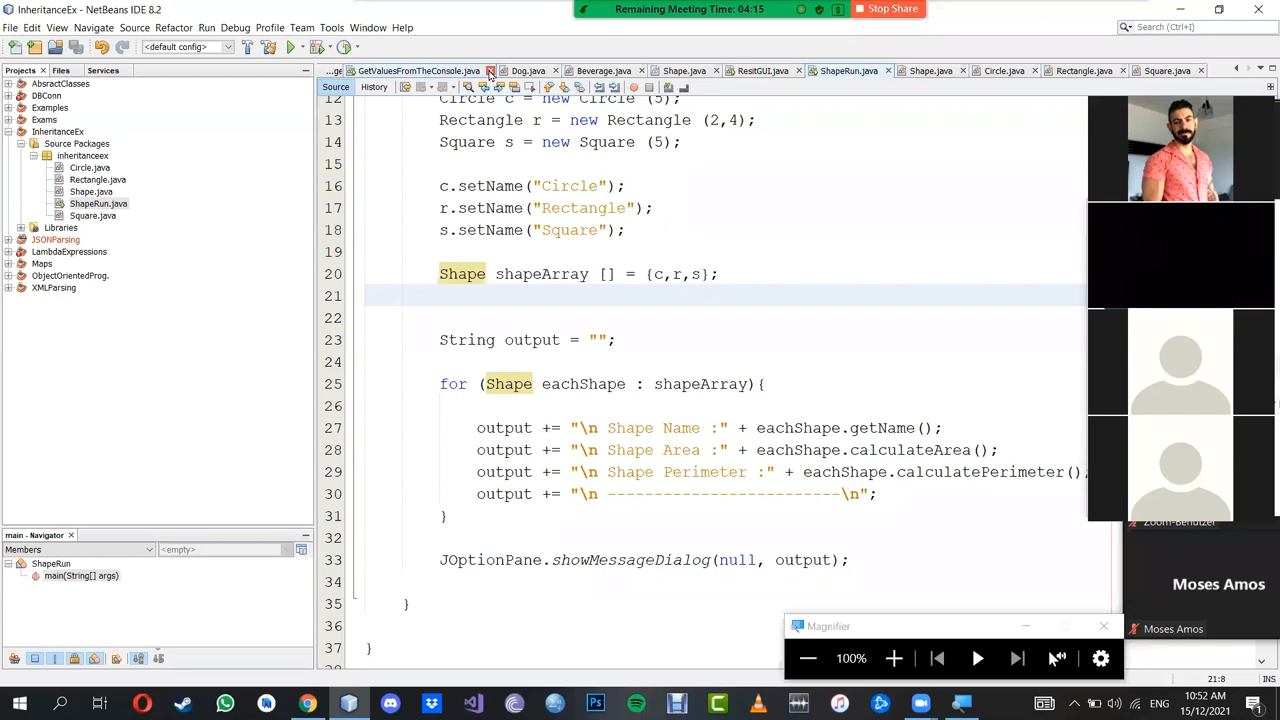 InheritanceEx - NetBeans IDE 8.2
Remaining Meeting Time: 04:15
Stop Share
File Edit View Navigate Source Refactor Run Debug Profile Team Tools Window Help
Search (Ctrl+I)
<default config>
Projects Files Services
...ge GetValuesFromTheConsole.java Dog.java Beverage.java Shape.java ResitGUI.java ShapeRun.java Shape.java Circle.java Rectangle.java Square.java
Source History
AbstractClasses
DBConn
Examples
Exams
InheritanceEx
Source Packages
inheritanceex
Circle.java
Rectangle.java
Shape.java
ShapeRun.java
Square.java
Libraries
JSONParsing
LambdaExpressions
Maps
ObjectOrientedProg.
XMLParsing
12 Circle c = new Circle (5);
13 Rectangle r = new Rectangle (2,4);
14 Square s = new Square (5);
15
16 c.setName("Circle");
17 r.setName("Rectangle");
18 s.setName("Square");
19
20 Shape shapeArray [] = {c,r,s};
21
22
23 String output = "";
24
25 for (Shape eachShape : shapeArray){
26
27 output += "\n Shape Name :" + eachShape.getName();
28 output += "\n Shape Area :" + eachShape.calculateArea();
29 output += "\n Shape Perimeter :" + eachShape.calculatePerimeter();
30 output += "\n -------------------------\n";
31 }
32
33 JOptionPane.showMessageDialog(null, output);
34
35 }
36
37 }
main - Navigator
Members <empty>
ShapeRun
main(String[] args)
Zoom-Benutzer
Moses Amos
Moses Amos
Magnifier
100%
21:8 INS
ENG
10:52 AM
15/12/2021